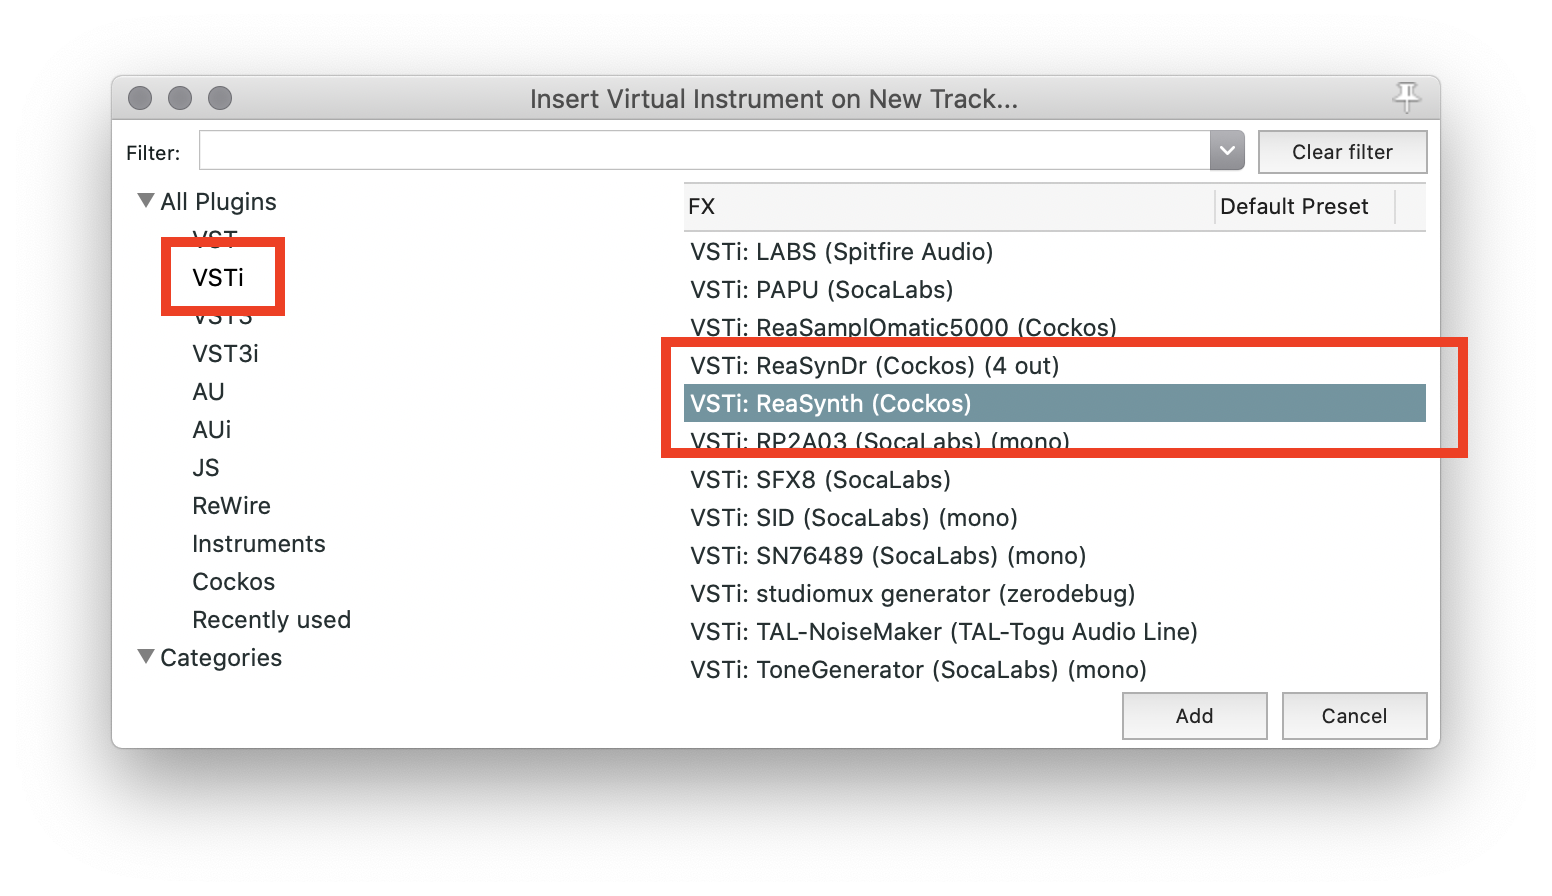 Insert Virtual Instrument on New Track...
Filter:
Clear filter
All Plugins
VST
VSTi
VST3
VST3i
AU
AUi
JS
ReWire
Instruments
Cockos
Recently used
Categories
FX
Default Preset
VSTi: LABS (Spitfire Audio)
VSTi: PAPU (SocaLabs)
VSTi: ReaSamplOmatic5000 (Cockos)
VSTi: ReaSynDr (Cockos) (4 out)
VSTi: ReaSynth (Cockos)
VSTi: RP2A03 (SocaLabs) (mono)
VSTi: SFX8 (SocaLabs)
VSTi: SID (SocaLabs) (mono)
VSTi: SN76489 (SocaLabs) (mono)
VSTi: studiomux generator (zerodebug)
VSTi: TAL-NoiseMaker (TAL-Togu Audio Line)
VSTi: ToneGenerator (SocaLabs) (mono)
Add
Cancel